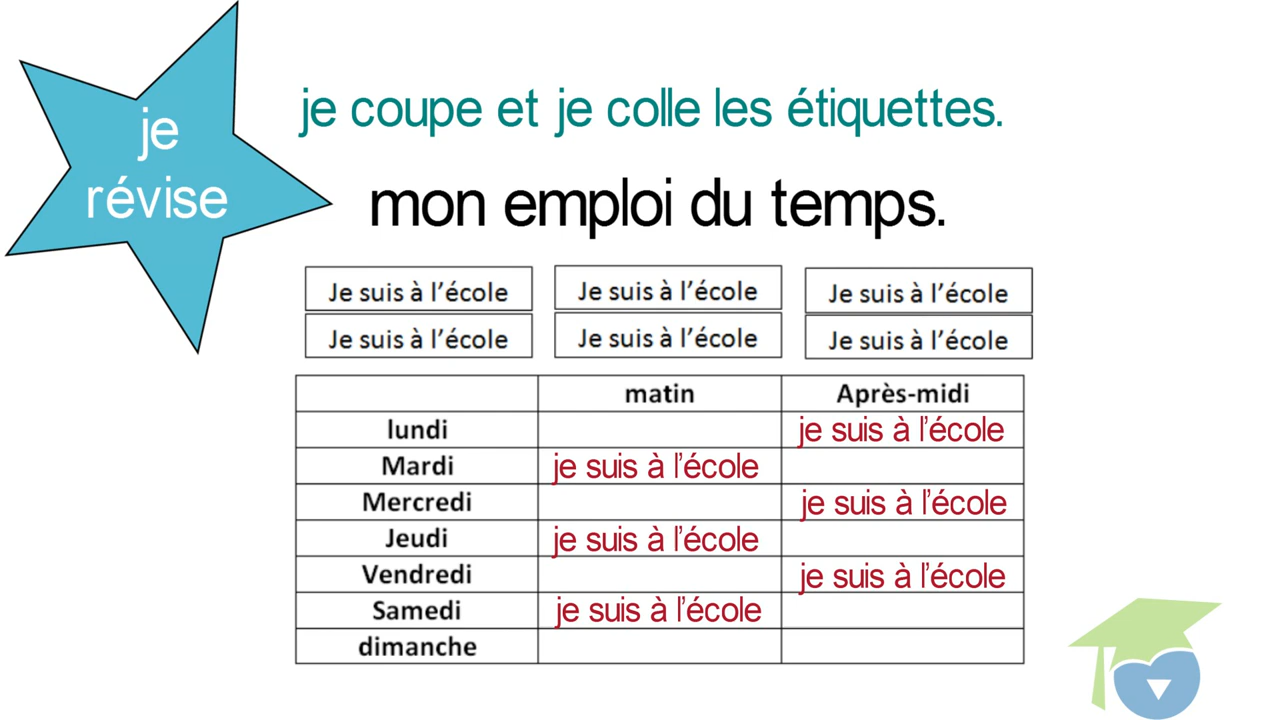 je
révise
je coupe et je colle les étiquettes.
mon emploi du temps.
Je suis à l'école Je suis à l'école Je suis à l'école
Je suis à l'école Je suis à l'école Je suis à l'école
matin Après-midi
lundi je suis à l'école
Mardi je suis à l'école
Mercredi je suis à l'école
Jeudi je suis à l'école
Vendredi je suis à l'école
Samedi je suis à l'école
dimanche